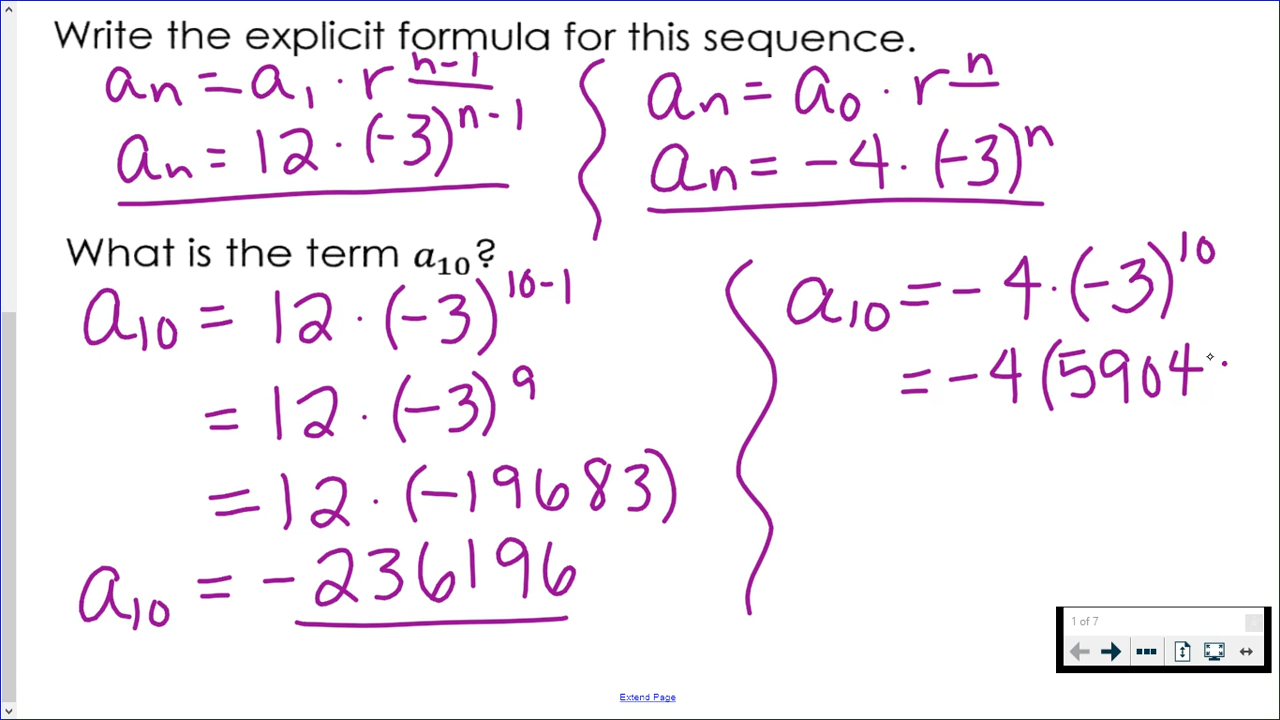 Write the explicit formula for this sequence.
aₙ = a₁ · r ⁿ⁻¹
aₙ = 12 · (-3)ⁿ⁻¹
aₙ = a₀ · r ⁿ
aₙ = -4 · (-3)ⁿ
What is the term a₁₀?
a₁₀ = 12 · (-3)¹⁰⁻¹
= 12 · (-3)⁹
= 12 · (-19683)
a₁₀ = -236196
a₁₀ = -4 · (-3)¹⁰
= -4 (5904
1 of 7
Extend Page